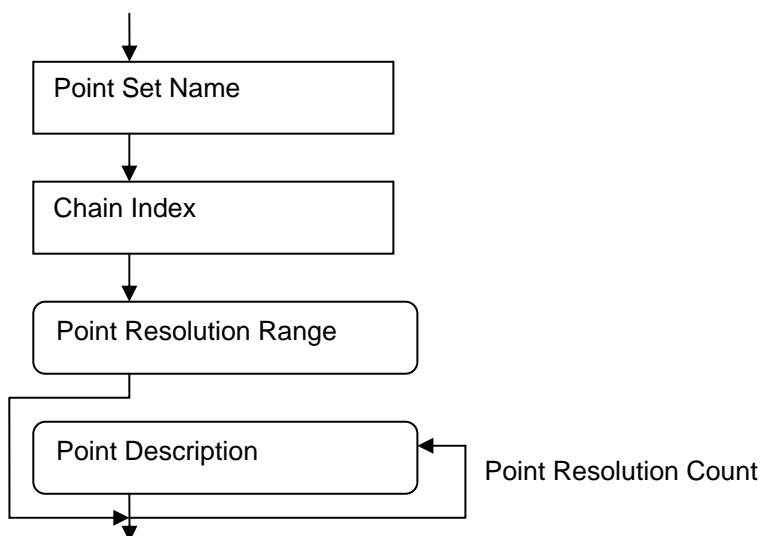 Point Set Name
Chain Index
Point Resolution Range
Point Description
Point Resolution Count